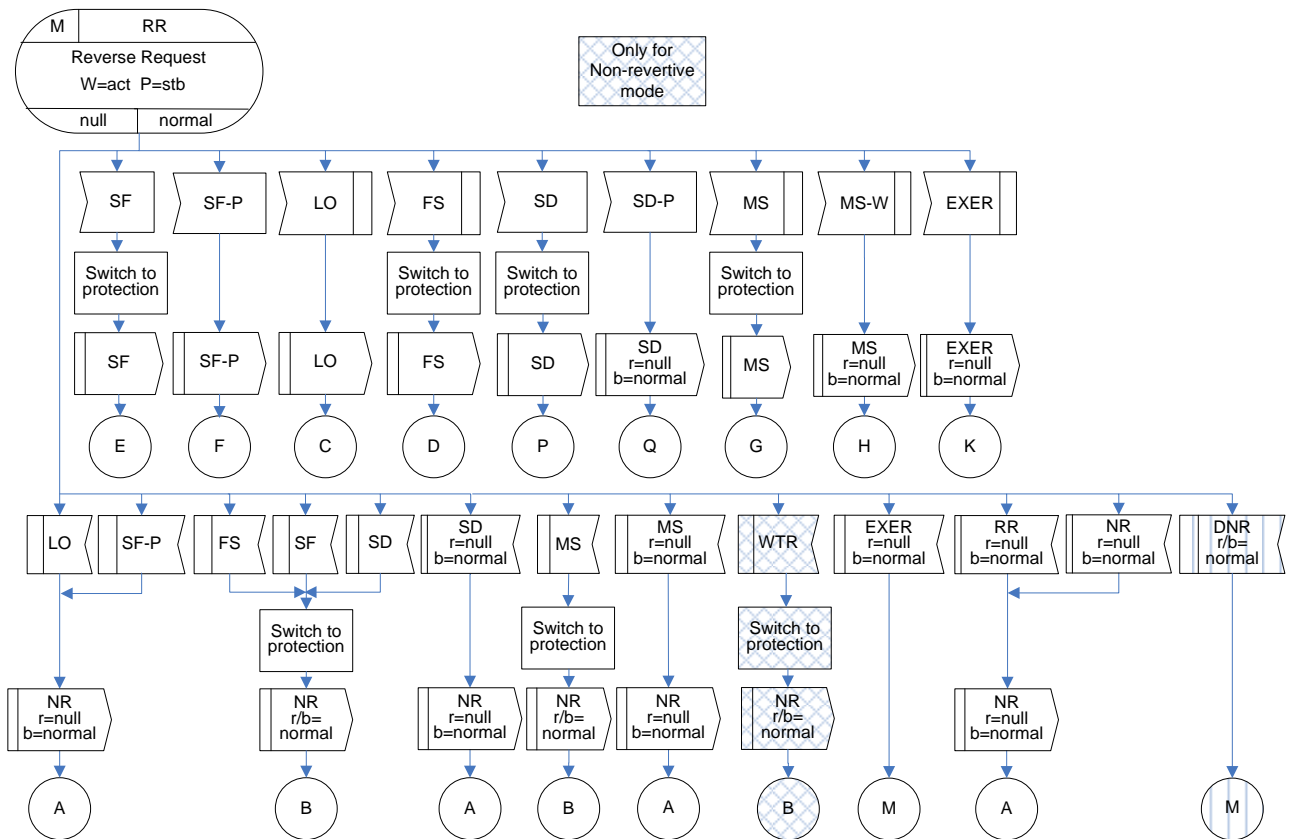 M RR
Reverse Request
W=act P=stb
null normal
Only for
Non-revertive
mode
SF SF-P LO FS SD SD-P MS MS-W EXER
Switch to
protection
Switch to
protection
Switch to
protection
Switch to
protection
SF
SF-P
LO
FS
SD
SD
r=null
b=normal
MS
MS
r=null
b=normal
EXER
r=null
b=normal
E F C D P Q G H K
LO
SF-P
FS
SF
SD
SD
r=null
b=normal
MS
MS
r=null
b=normal
WTR
EXER
r=null
b=normal
RR
r=null
b=normal
NR
r=null
b=normal
DNR
r/b=
normal
Switch to
protection
Switch to
protection
Switch to
protection
NR
r=null
b=normal
NR
r/b=
normal
NR
r=null
b=normal
NR
r/b=
normal
NR
r=null
b=normal
NR
r/b=
normal
NR
r=null
b=normal
A B A B A B M A M